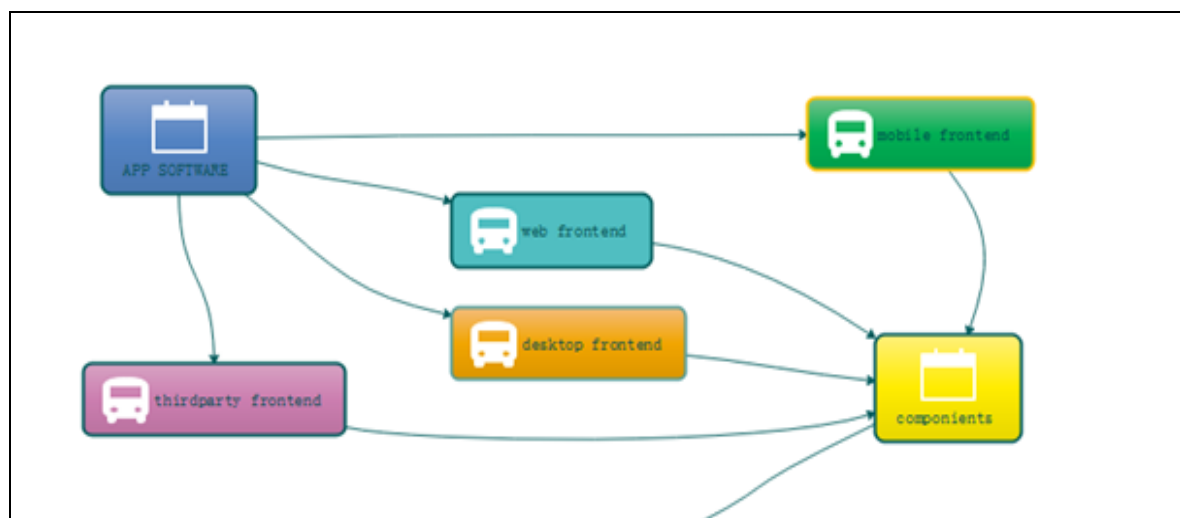 APP SOFTWARE
mobile frontend
web frontend
desktop frontend
thirdparty frontend
componients